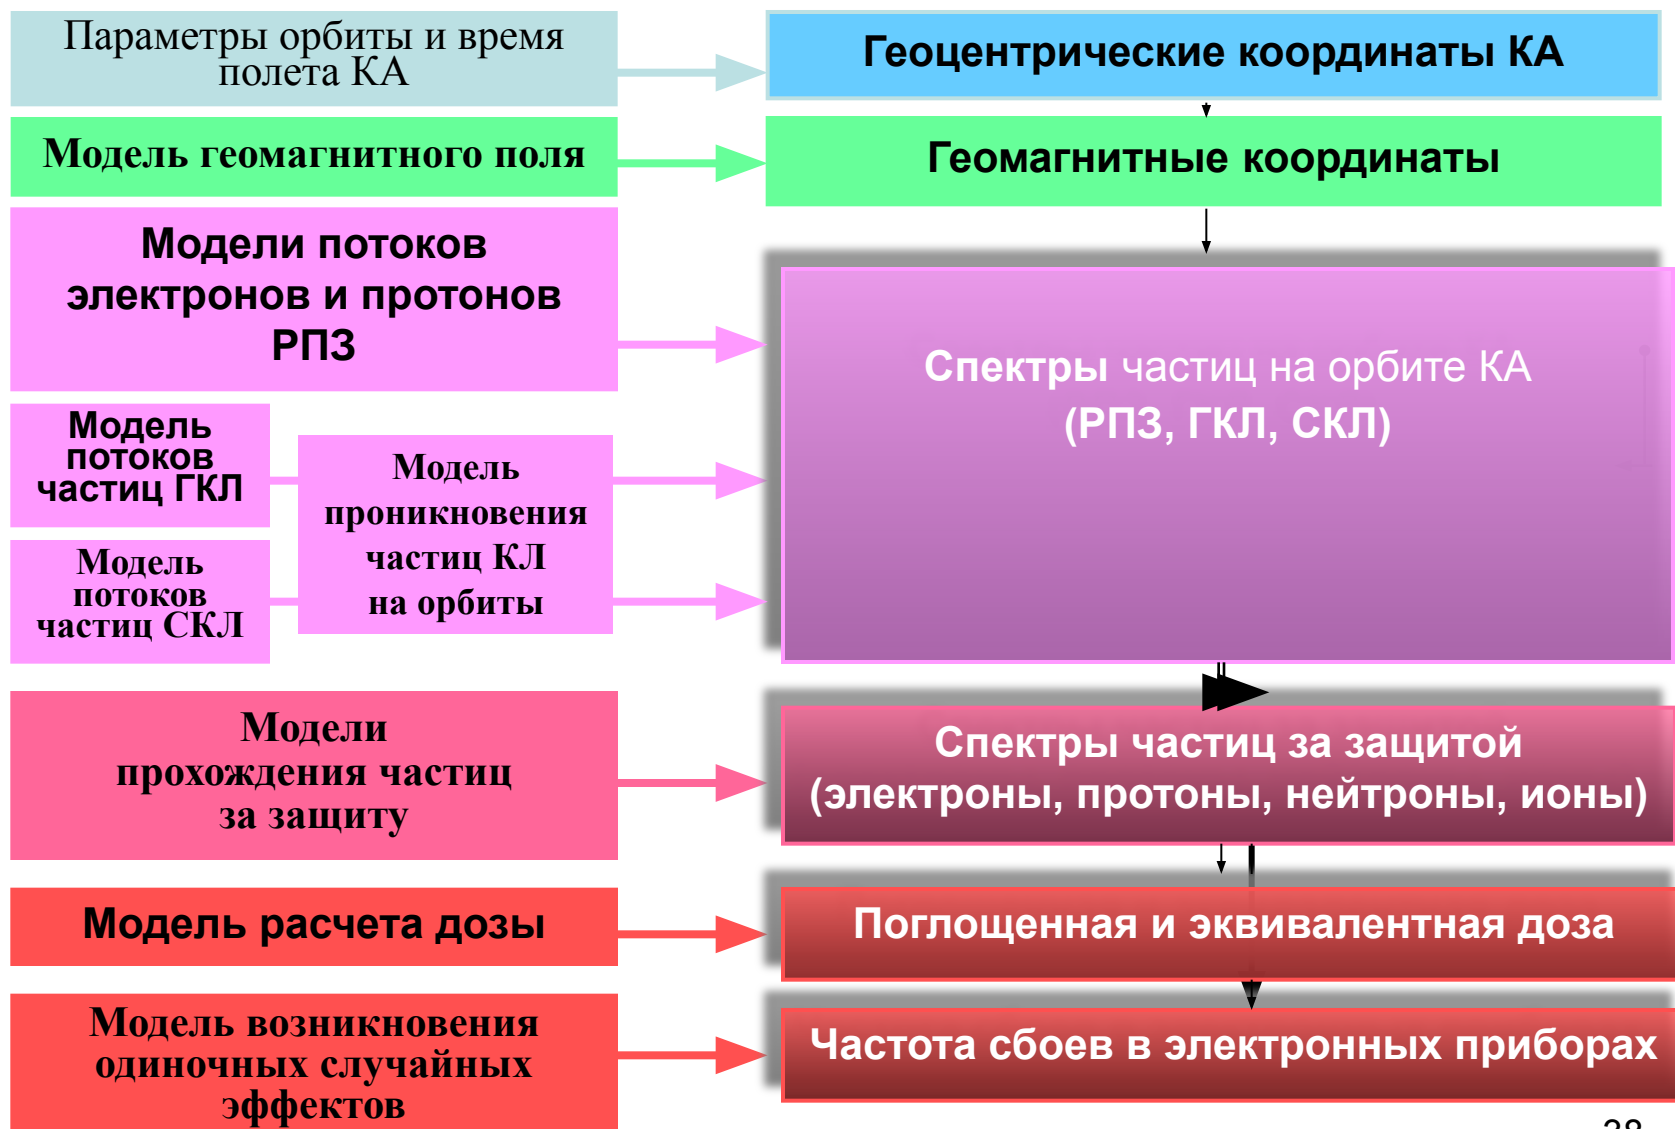 Параметры орбиты и время
полета КА
Геоцентрические координаты КА
Модель геомагнитного поля
Геомагнитные координаты
Модели потоков
электронов и протонов
РПЗ
Спектры частиц на орбите КА
(РПЗ, ГКЛ, СКЛ)
Модель
потоков
частиц ГКЛ
Модель
проникновения
частиц КЛ
на орбиты
Модель
потоков
частиц СКЛ
Модели
прохождения частиц
за защиту
Спектры частиц за защитой
(электроны, протоны, нейтроны, ионы)
Модель расчета дозы
Поглощенная и эквивалентная доза
Модель возникновения
одиночных случайных
эффектов
Частота сбоев в электронных приборах